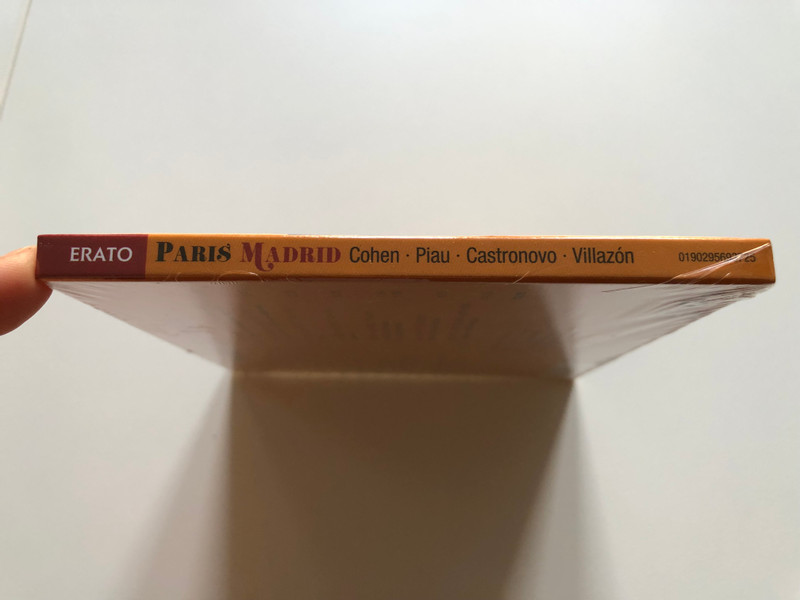 ERATO PARIS MADRID Cohen · Piau · Castronovo · Villazón